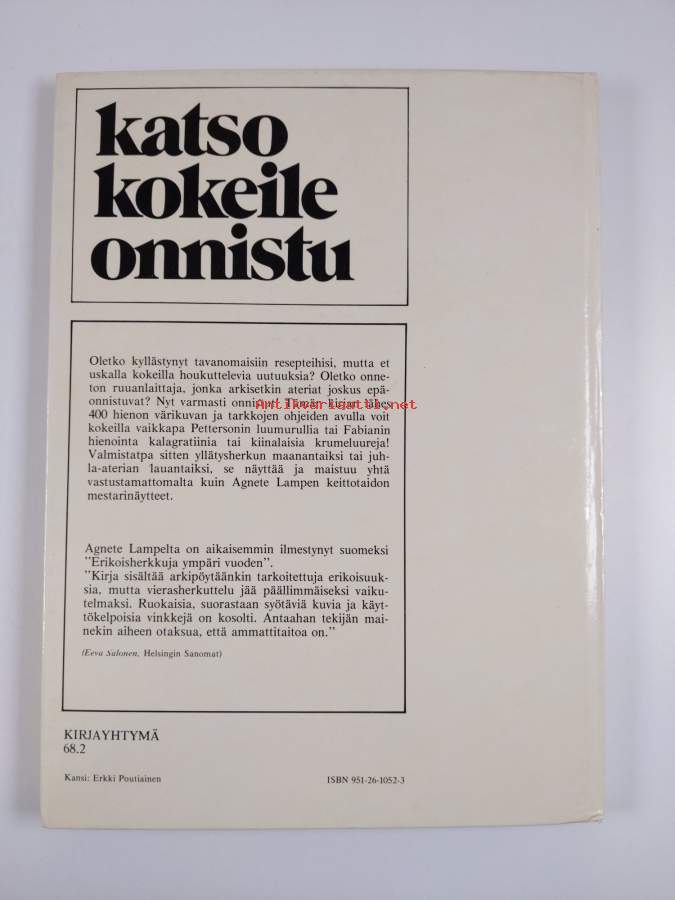 katso
kokeile
onnistu
Oletko kyllästynyt tavanomaisiin resepteihisi, mutta et
uskalla kokeilla houkuttelevia uutuuksia? Oletko onne-
ton ruuanlaittaja, jonka arkisetkin ateriat joskus epä-
onnistuvat? Nyt varmasti onnistut. Tämän kirjan lähes
Antikvariaatti.net
400 hienon värikuvan ja tarkkojen ohjeiden avulla voit
kokeilla vaikkapa Pettersonin luumurullia tai Fabianin
hienointa kalagratiinia tai kiinalaisia krumeluureja!
Valmistatpa sitten yllätysherkun maanantaiksi tai juh-
la-aterian lauantaiksi, se näyttää ja maistuu yhtä
vastustamattomalta kuin Agnete Lampen keittotaidon
mestarinäytteet.
Agnete Lampelta on aikaisemmin ilmestynyt suomeksi
"Erikoisherkkuja ympäri vuoden".
"Kirja sisältää arkipöytäänkin tarkoitettuja erikoisuuk-
sia, mutta vierasherkuttelu jää päällimmäiseksi vaiku-
telmaksi. Ruokaisia, suorastaan syötäviä kuvia ja käyt-
tökelpoisia vinkkejä on kosolti. Antaahan tekijän mai-
nekin aiheen otaksua, että ammattitaitoa on."
(Eeva Salonen, Helsingin Sanomat)
KIRJAYHTYMÄ
68.2
Kansi: Erkki Poutiainen
ISBN 951-26-1052-3